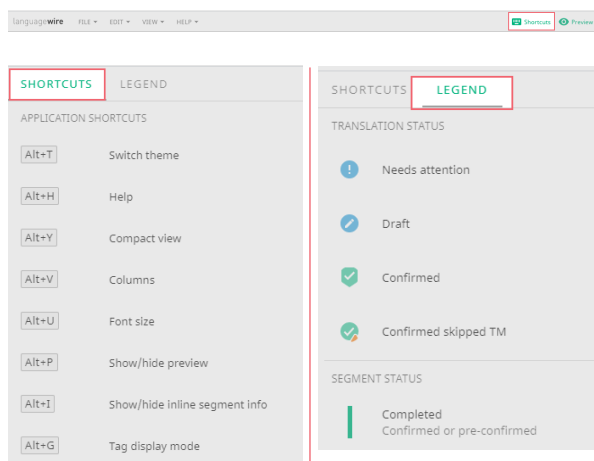 languagewire FILE EDIT VIEW HELP Shortcuts Preview
SHORTCUTS LEGEND
APPLICATION SHORTCUTS
Alt+T Switch theme
Alt+H Help
Alt+Y Compact view
Alt+V Columns
Alt+U Font size
Alt+P Show/hide preview
Alt+I Show/hide inline segment info
Alt+G Tag display mode
SHORTCUTS LEGEND
TRANSLATION STATUS
Needs attention
Draft
Confirmed
Confirmed skipped TM
SEGMENT STATUS
Completed
Confirmed or pre-confirmed